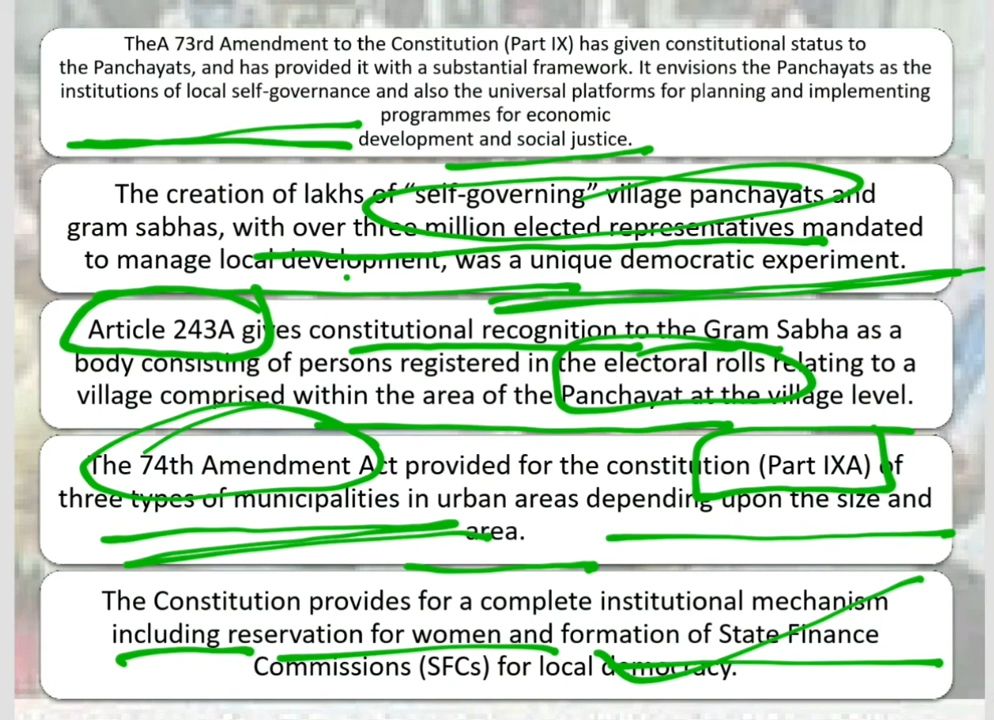 TheA 73rd Amendment to the Constitution (Part IX) has given constitutional status to
the Panchayats, and has provided it with a substantial framework. It envisions the Panchayats as the
institutions of local self-governance and also the universal platforms for planning and implementing
programmes for economic
development and social justice.
The creation of lakhs of “self-governing” village panchayats and
gram sabhas, with over three million elected representatives mandated
to manage local development, was a unique democratic experiment.
Article 243A gives constitutional recognition to the Gram Sabha as a
body consisting of persons registered in the electoral rolls relating to a
village comprised within the area of the Panchayat at the village level.
The 74th Amendment Act provided for the constitution (Part IXA) of
three types of municipalities in urban areas depending upon the size and
area.
The Constitution provides for a complete institutional mechanism
including reservation for women and formation of State Finance
Commissions (SFCs) for local democracy.